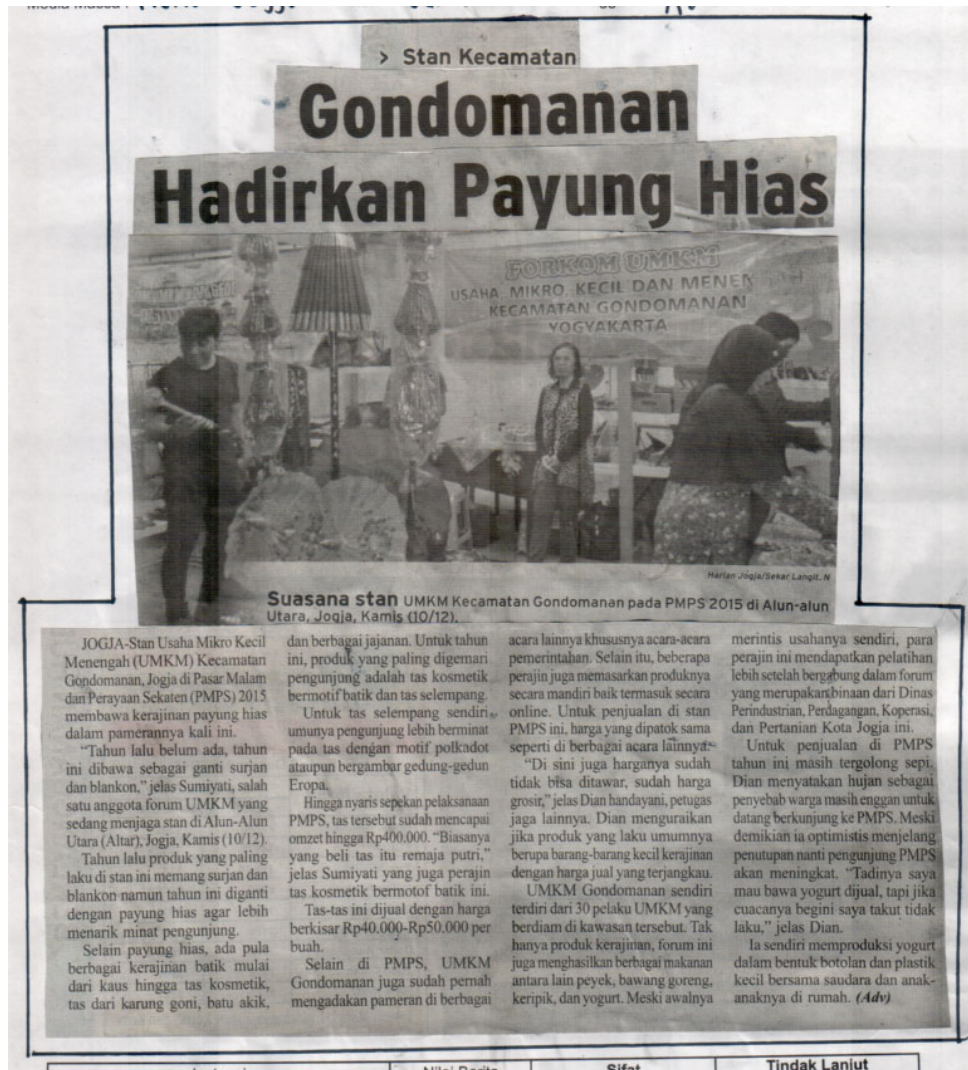 > Stan Kecamatan
Gondomanan
Hadirkan Payung Hias
FORKOM UMKM
USAHA, MIKRO, KECIL DAN MENE
KECAMATAN GONDOMANAN
YOGYAKARTA
Harian Jogja/Sekar Langit. N
Suasana stan UMKM Kecamatan Gondomanan pada PMPS 2015 di Alun-alun
Utara, Jogja, Kamis (10/12).
JOGJA-Stan Usaha Mikro Kecil
Menengah (UMKM) Kecamatan
Gondomanan, Jogja di Pasar Malam
dan Perayaan Sekaten (PMPS) 2015
membawa kerajinan payung hias
dalam pamerannya kali ini.
"Tahun lalu belum ada, tahun
ini dibawa sebagai ganti surjan
dan blankon," jelas Sumiyati, salah
satu anggota forum UMKM yang
sedang menjaga stan di Alun-Alun
Utara (Altar), Jogja, Kamis (10/12).
Tahun lalu produk yang paling
laku di stan ini memang surjan dan
blankon namun tahun ini diganti
dengan payung hias agar lebih
menarik minat pengunjung.
Selain payung hias, ada pula
berbagai kerajinan batik mulai
dari kaus hingga tas kosmetik,
tas dari karung goni, batu akik,
dan berbagai jajanan. Untuk tahun
ini, produk yang paling digemari
pengunjung adalah tas kosmetik
bermotif batik dan tas selempang.
Untuk tas selempang sendiri,
umunya pengunjung lebih berminat
pada tas dengan motif polkadot
ataupun bergambar gedung-gedun
Eropa.
Hingga nyaris sepekan pelaksanaan
PMPS, tas tersebut sudah mencapai
omzet hingga Rp400.000. "Biasanya
yang beli tas itu remaja putri,"
jelas Sumiyati yang juga perajin
tas kosmetik bermotof batik ini.
Tas-tas ini dijual dengan harga
berkisar Rp40.000-Rp50.000 per
buah.
Selain di PMPS, UMKM
Gondomanan juga sudah pernah
mengadakan pameran di berbagai
acara lainnya khususnya acara-acara
pemerintahan. Selain itu, beberapa
perajin juga memasarkan produknya
secara mandiri baik termasuk secara
online. Untuk penjualan di stan
PMPS ini, harga yang dipatok sama
seperti di berbagai acara lainnya.
"Di sini juga harganya sudah
tidak bisa ditawar, sudah harga
grosir," jelas Dian handayani, petugas
jaga lainnya. Dian menguraikan
jika produk yang laku umumnya
berupa barang-barang kecil kerajinan
dengan harga jual yang terjangkau.
UMKM Gondomanan sendiri
terdiri dari 30 pelaku UMKM yang
berdiam di kawasan tersebut. Tak
hanya produk kerajinan, forum ini
juga menghasilkan berbagai makanan
antara lain peyek, bawang goreng,
keripik, dan yogurt. Meski awalnya
merintis usahanya sendiri, para
perajin ini mendapatkan pelatihan
lebih setelah bergabung dalam forum
yang merupakan binaan dari Dinas
Perindustrian, Perdagangan, Koperasi,
dan Pertanian Kota Jogja ini.
Untuk penjualan di PMPS
tahun ini masih tergolong sepi.
Dian menyatakan hujan sebagai
penyebab warga masih enggan untuk
datang berkunjung ke PMPS. Meski
demikian ia optimistis menjelang
penutupan nanti pengunjung PMPS
akan meningkat. "Tadinya saya
mau bawa yogurt dijual, tapi jika
cuacanya begini saya takut tidak
laku," jelas Dian.
Ia sendiri memproduksi yogurt
dalam bentuk botolan dan plastik
kecil bersama saudara dan anak-
anaknya di rumah. (Adv)
Nilai Berita
Sifat
Tindak Lanjut